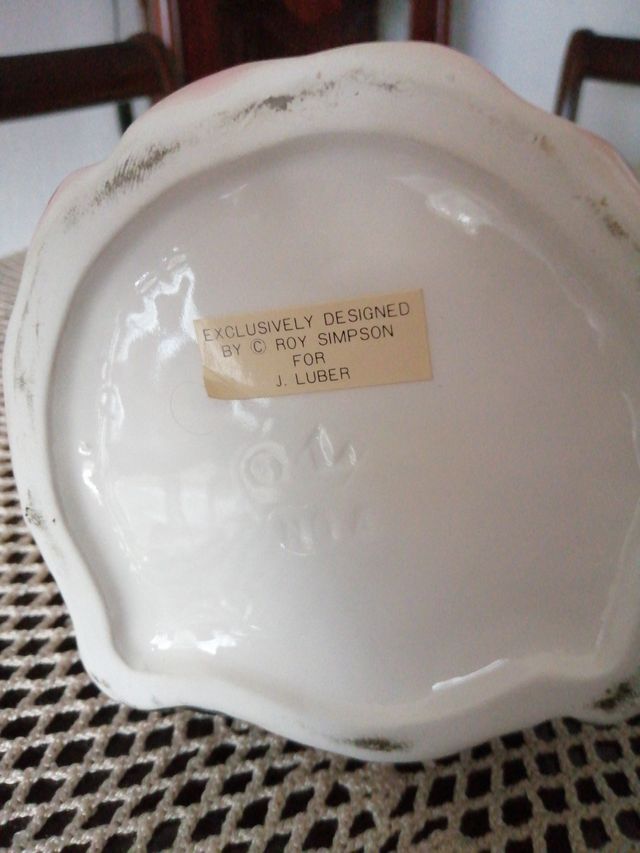 EXCLUSIVELY DESIGNED
BY © ROY SIMPSON
FOR
J. LUBER